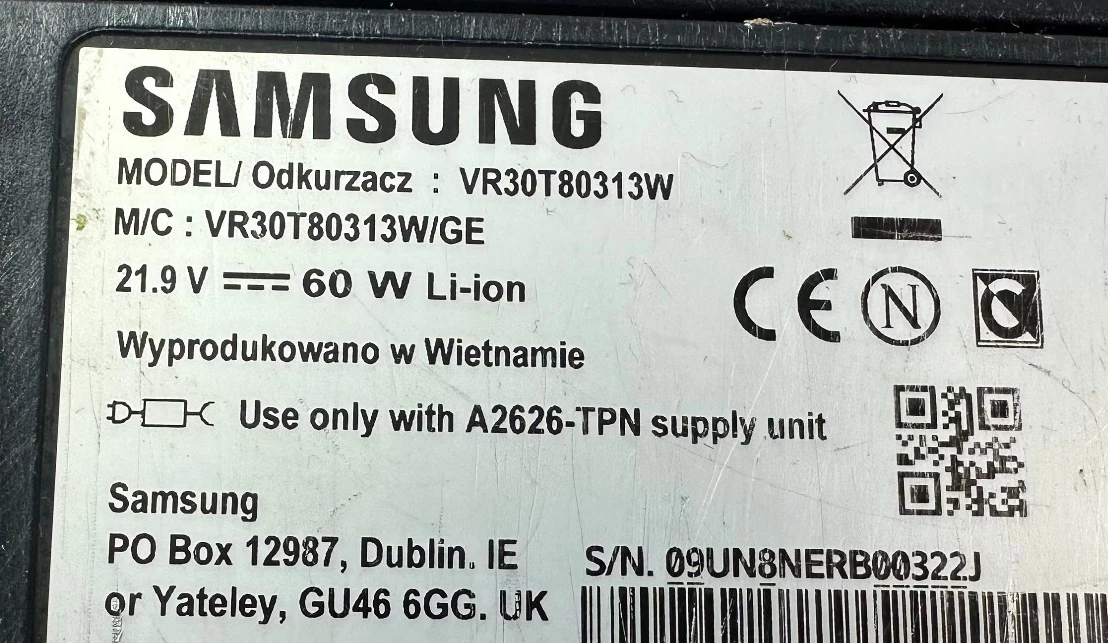 SAMSUNG
MODEL/ Odkurzacz : VR30T80313W
M/C : VR30T80313W/GE
21.9 V 60 W Li-ion
Wyprodukowano w Wietnamie
CE N C
Use only with A2626-TPN supply unit
Samsung
PO Box 12987, Dublin. IE
or Yateley, GU46 6GG. UK
S/N. 09UN8NERB00322J